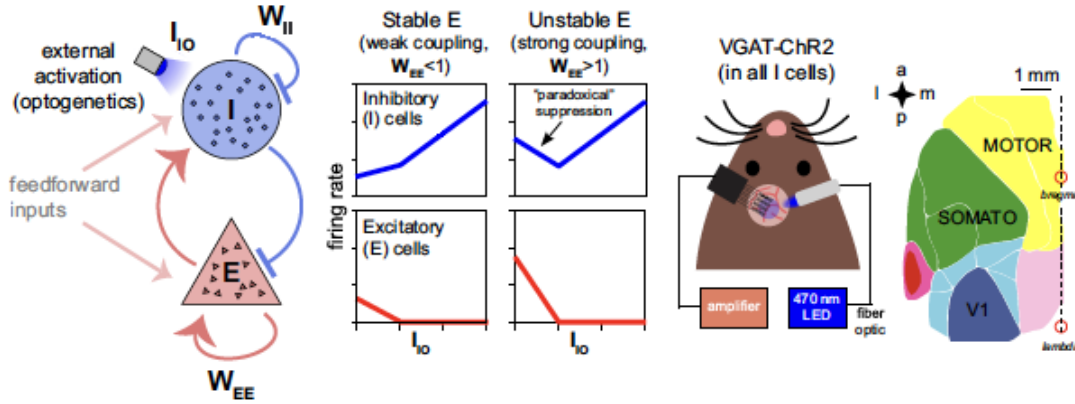 external
activation
(optogenetics)
I_IO
W_II
I
feedforward
inputs
E
W_EE
Stable E
(weak coupling,
W_EE<1)
Unstable E
(strong coupling,
W_EE>1)
Inhibitory (I) cells
"paradoxical"
suppression
firing rate
Excitatory
(E) cells
I_IO
I_IO
VGAT-ChR2
(in all I cells)
amplifier
470 nm
LED
fiber
optic
a
l
m
p
1 mm
MOTOR
bregma
SOMATO
V1
lambda